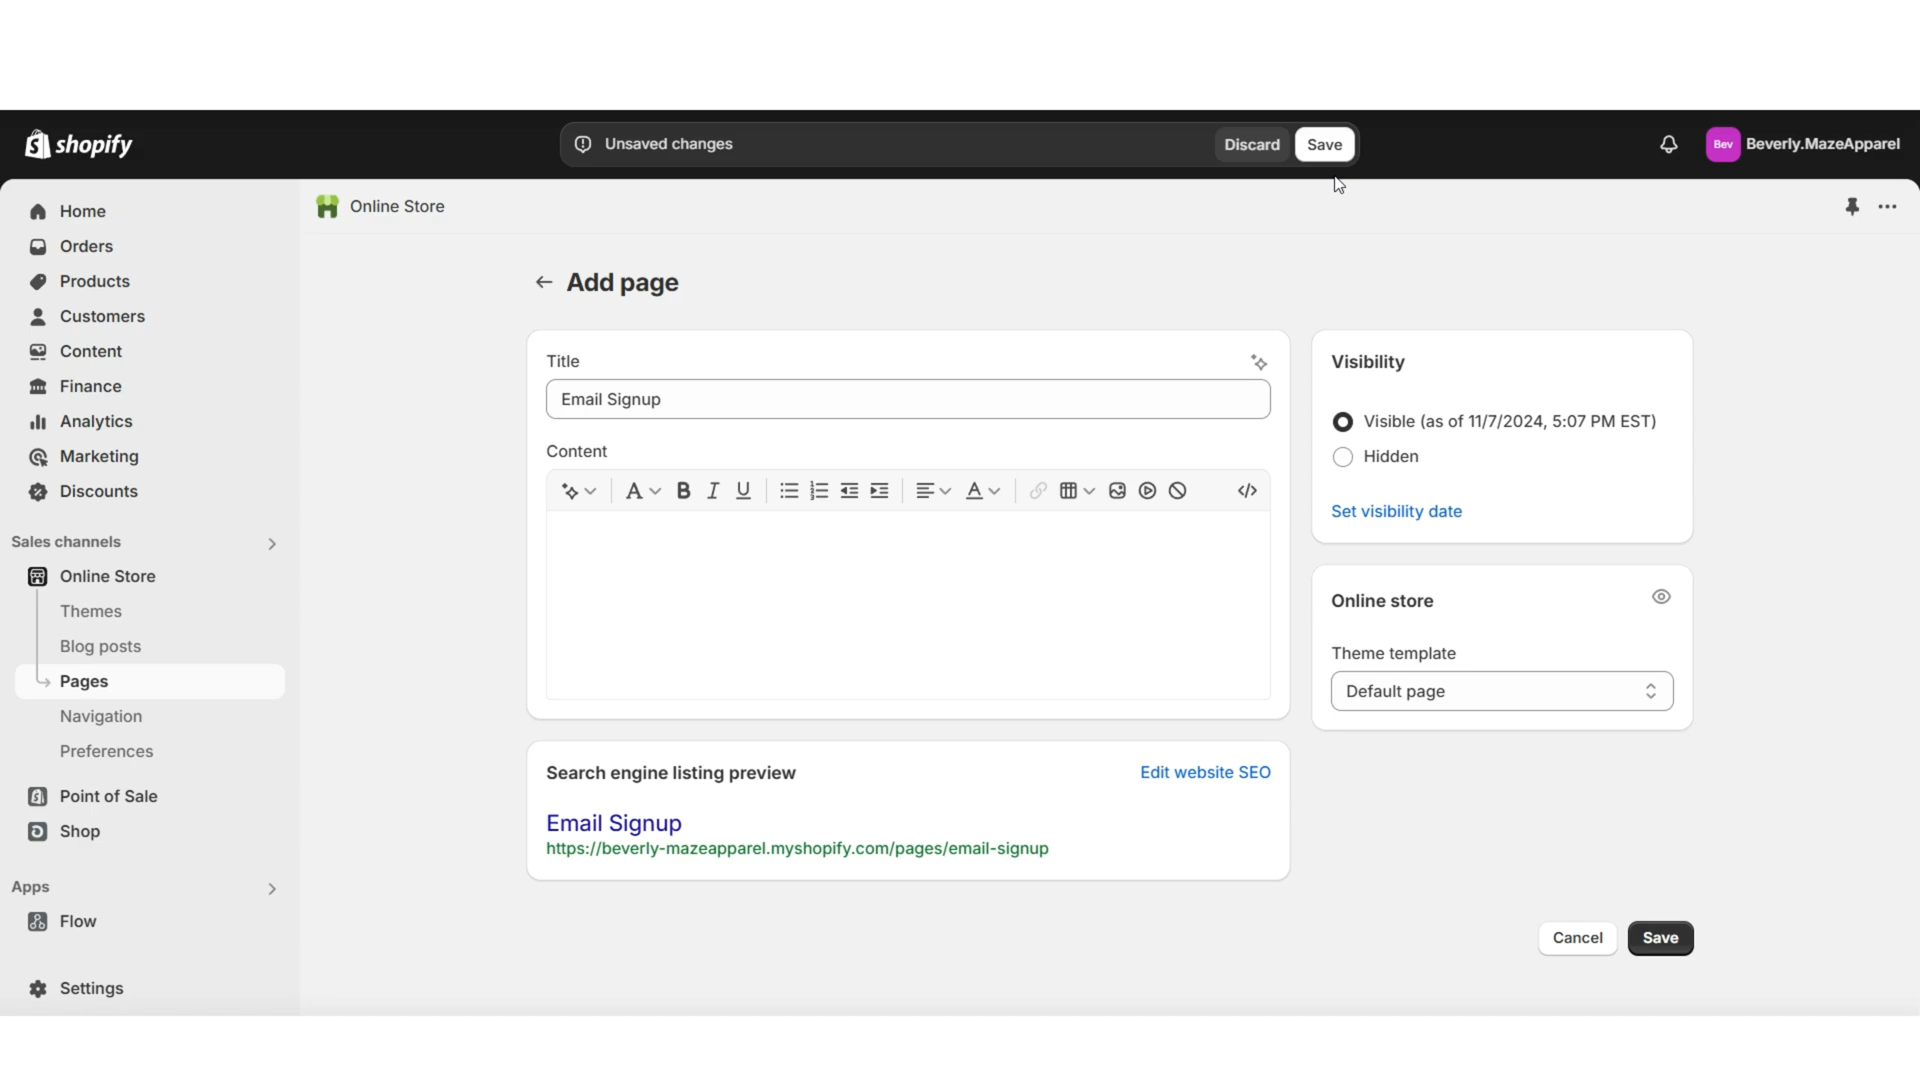 shopify
Unsaved changes
Discard
Save
Bev
Beverly.MazeApparel
Home
Orders
Products
Customers
Content
Finance
Analytics
Marketing
Discounts
Sales channels
Online Store
Themes
Blog posts
Pages
Navigation
Preferences
Point of Sale
Shop
Apps
Flow
Settings
Online Store
Add page
Title
Email Signup
Content
Search engine listing preview
Edit website SEO
Email Signup
https://beverly-mazeapparel.myshopify.com/pages/email-signup
Visibility
Visible (as of 11/7/2024, 5:07 PM EST)
Hidden
Set visibility date
Online store
Theme template
Default page
Cancel
Save